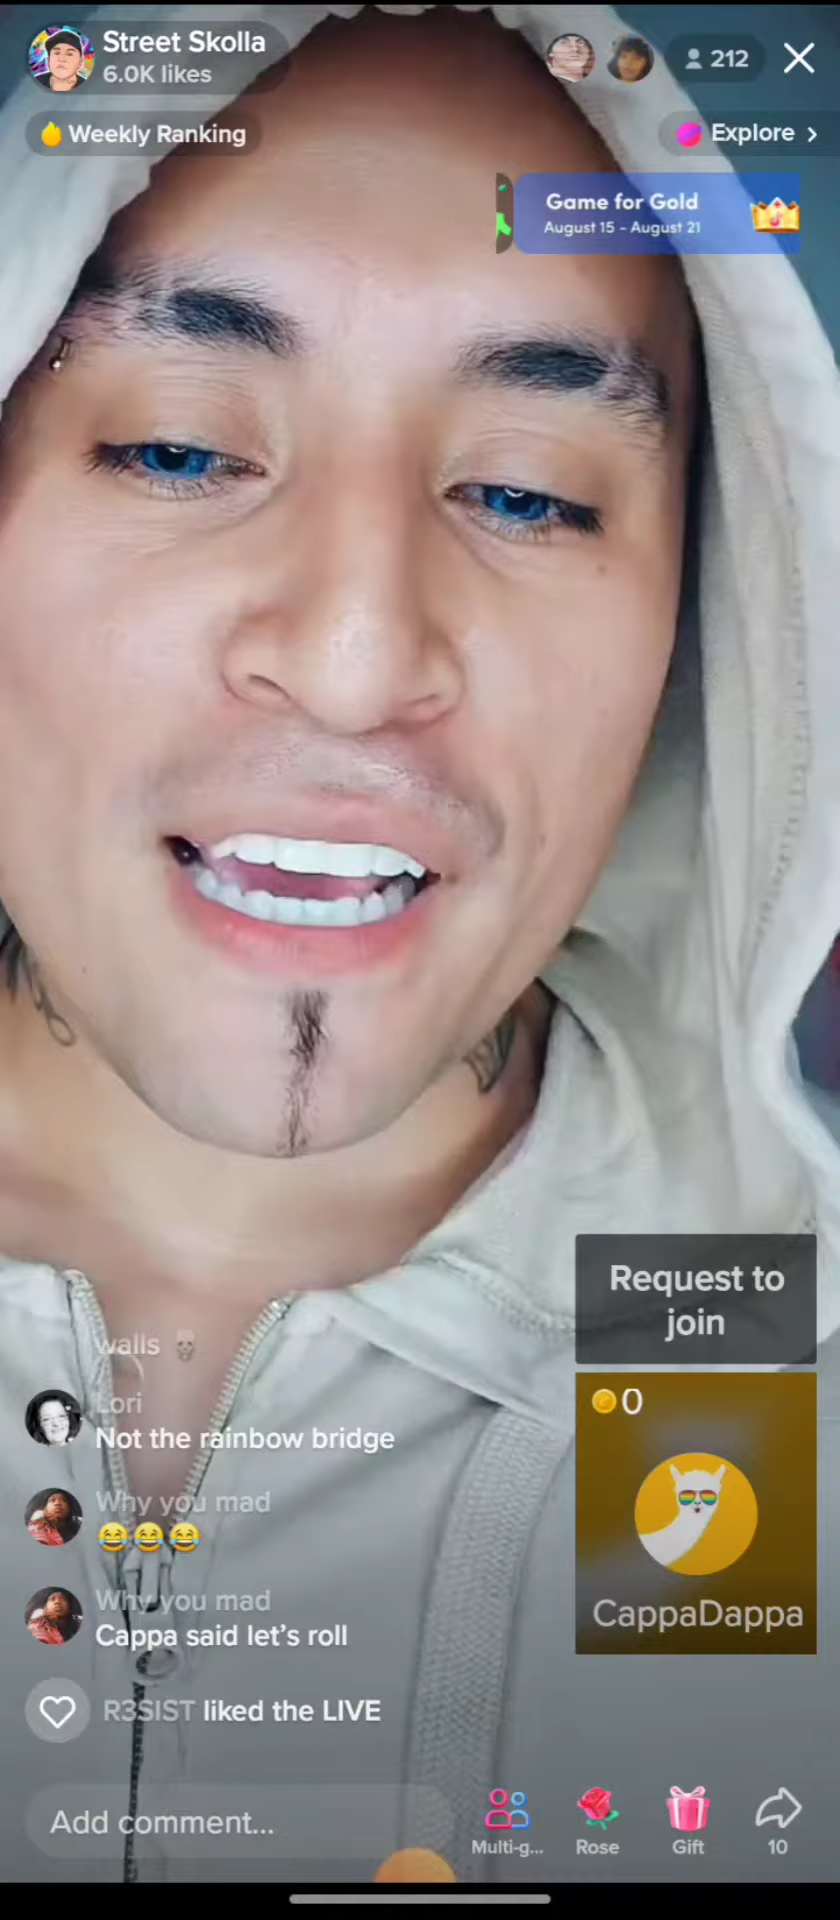 Street Skolla
6.0K likes
212
Weekly Ranking
Explore
Game for Gold
August 15 - August 21
Request to
join
walls
Lori
Not the rainbow bridge
0
Why you mad
😂😂😂
CappaDappa
Why you mad
Cappa said let's roll
R3SIST liked the LIVE
Add comment...
Multi-g...
Rose
Gift
10